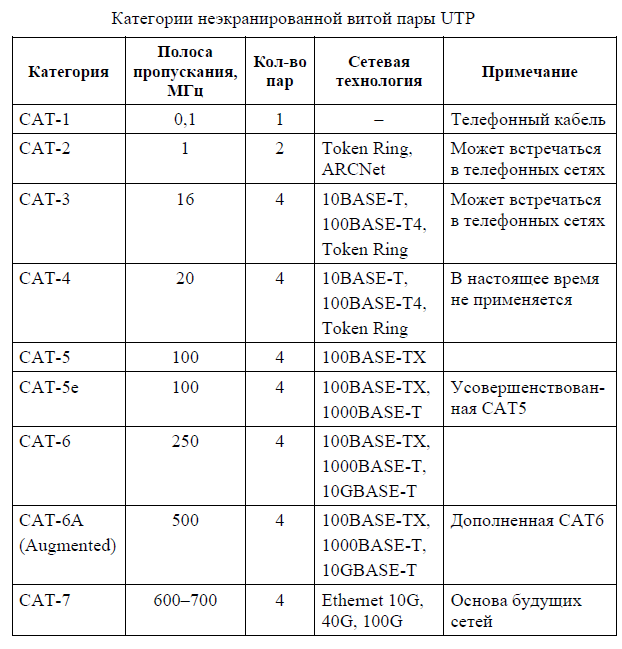 Категории неэкранированной витой пары UTP
Категория
Полоса
пропускания,
МГц
Кол-во
пар
Сетевая
технология
Примечание
CAT-1
0,1
1
–
Телефонный кабель
CAT-2
1
2
Token Ring,
ARCNet
Может встречаться
в телефонных сетях
CAT-3
16
4
10BASE-T,
100BASE-T4,
Token Ring
Может встречаться
в телефонных сетях
CAT-4
20
4
10BASE-T,
100BASE-T4,
Token Ring
В настоящее время
не применяется
CAT-5
100
4
100BASE-TX
CAT-5e
100
4
100BASE-TX,
1000BASE-T
Усовершенствован-
ная CAT5
CAT-6
250
4
100BASE-TX,
1000BASE-T,
10GBASE-T
CAT-6A
(Augmented)
500
4
100BASE-TX,
1000BASE-T,
10GBASE-T
Дополненная CAT6
CAT-7
600–700
4
Ethernet 10G,
40G, 100G
Основа будущих
сетей